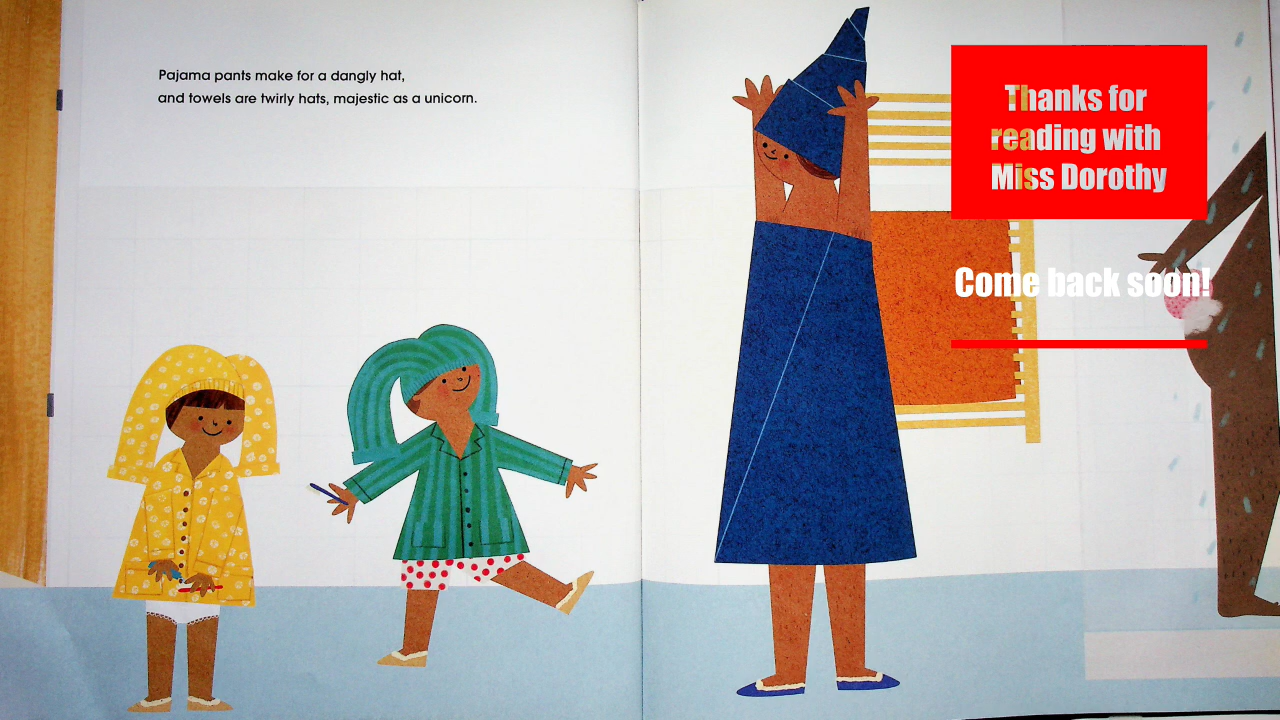 Pajama pants make for a dangly hat,
and towels are twirly hats, majestic as a unicorn.
Thanks for
reading with
Miss Dorothy
Come back soon!